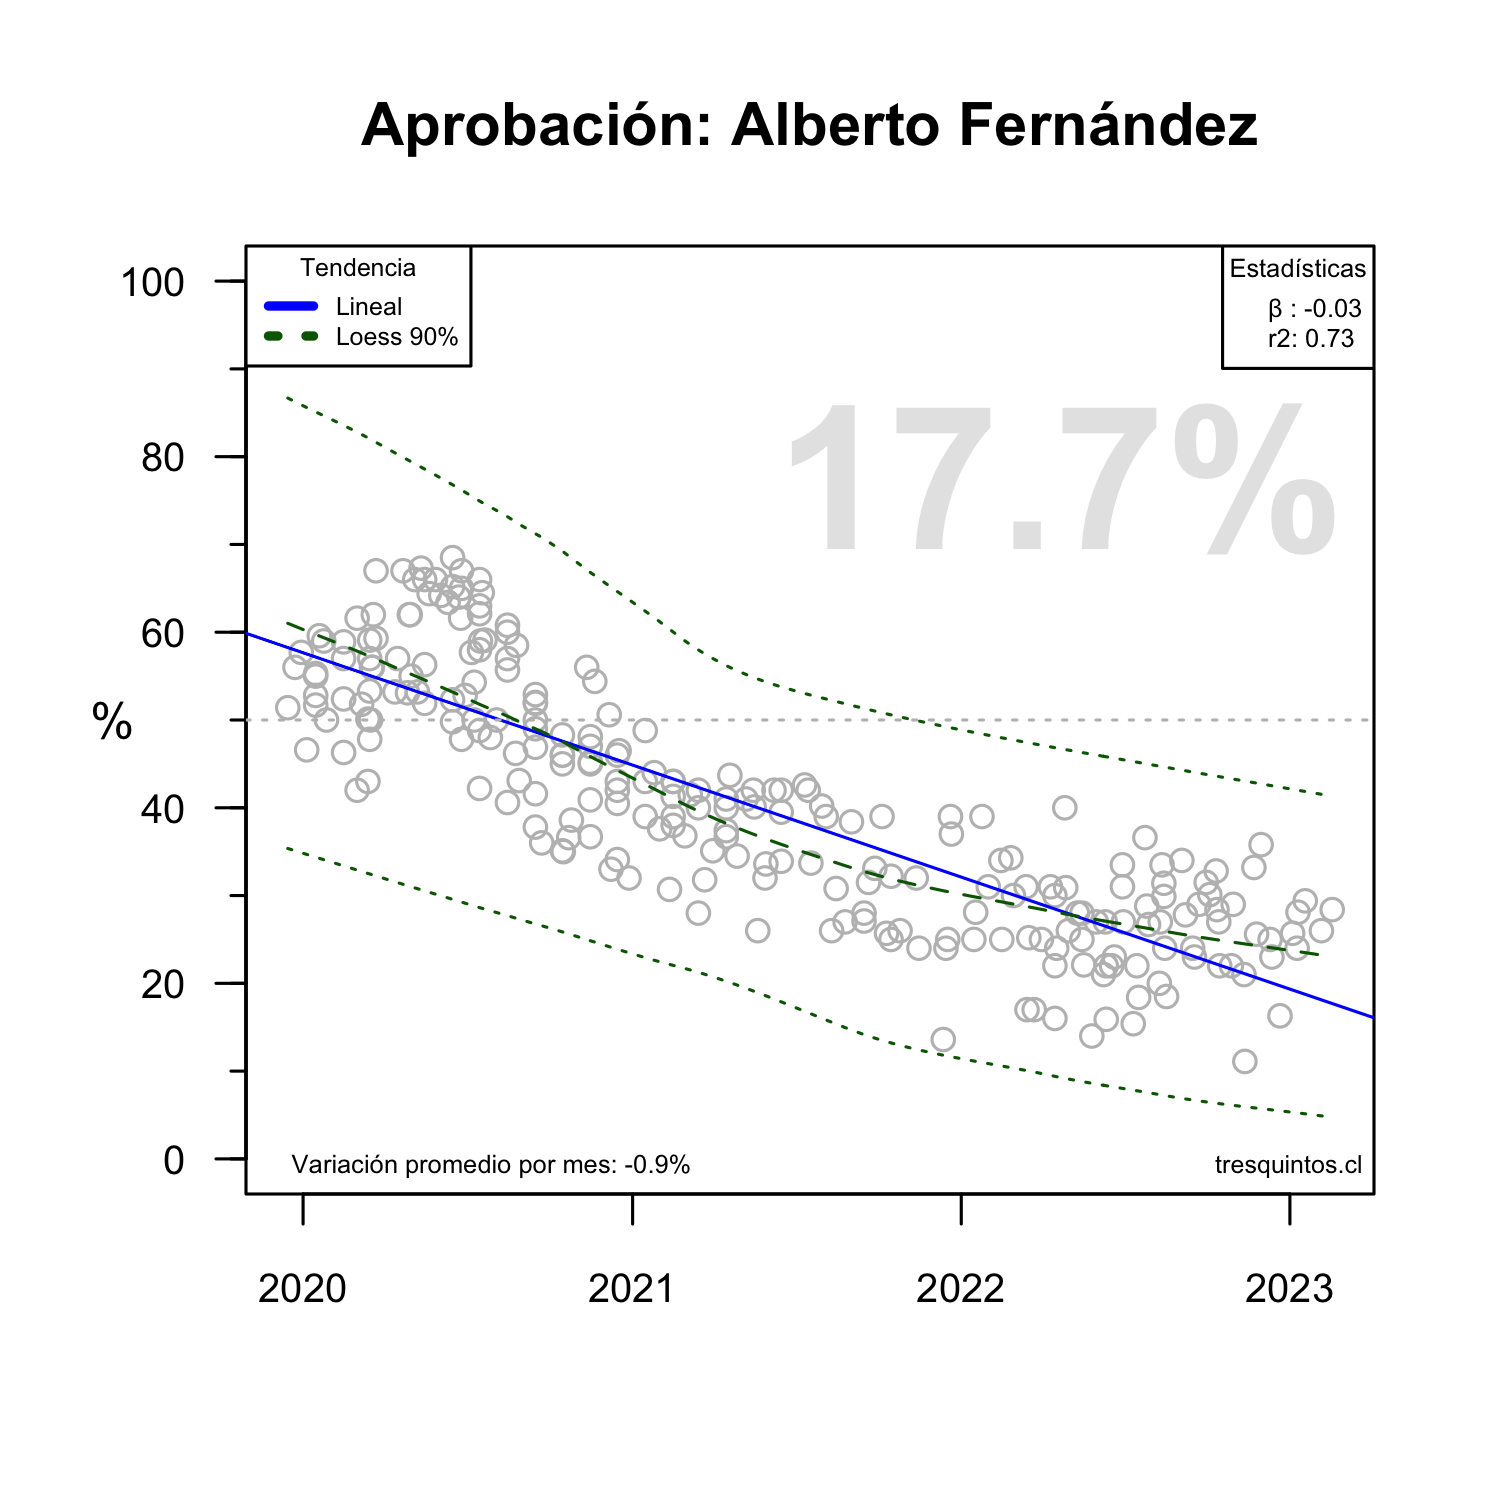 Aprobación: Alberto Fernández
Tendencia
Lineal
Loess 90%
Estadísticas
β : -0.03
r2: 0.73
17.7%
100
80
60
40
20
0
%
Variación promedio por mes: -0.9%
tresquintos.cl
2020 2021 2022 2023